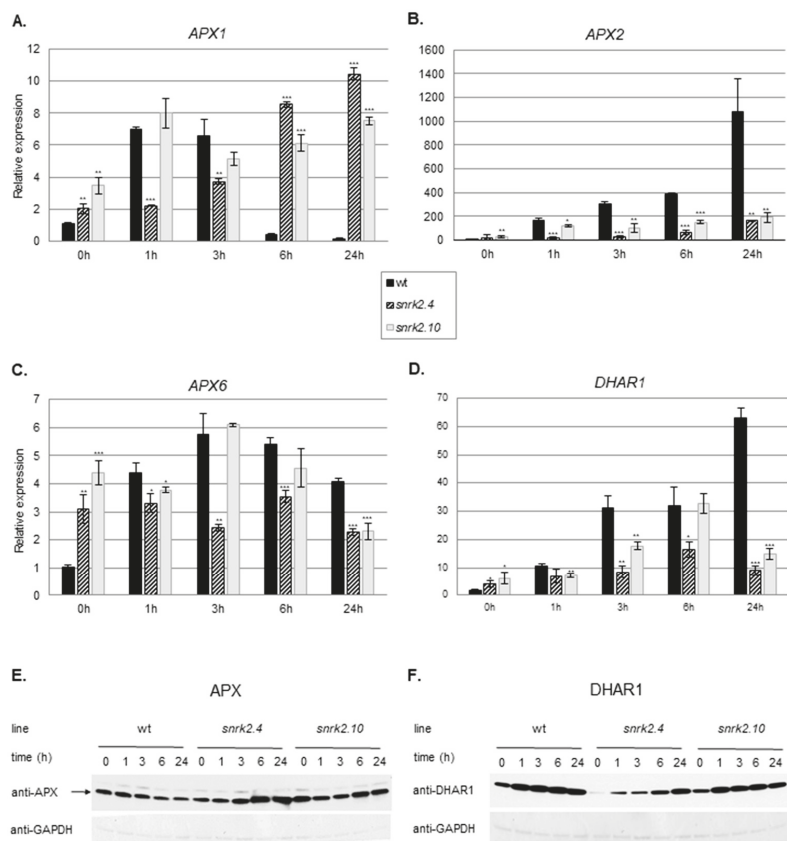 A.
APX1
Relative expression
12
10
8
6
4
2
0
** ** *** ** *** *** *** ***
0h 1h 3h 6h 24h
B.
APX2
1600
1400
1200
1000
800
600
400
200
0
** *** * *** ** *** *** ** **
0h 1h 3h 6h 24h
wt
snrk2.4
snrk2.10
C.
APX6
Relative expression
7
6
5
4
3
2
1
0
** *** * * ** *** *** ***
0h 1h 3h 6h 24h
D.
DHAR1
70
60
50
40
30
20
10
0
* * ** ** ** * *** ***
0h 1h 3h 6h 24h
E.
APX
line wt snrk2.4 snrk2.10
time (h) 0 1 3 6 24 0 1 3 6 24 0 1 3 6 24
anti-APX
anti-GAPDH
F.
DHAR1
line wt snrk2.4 snrk2.10
time (h) 0 1 3 6 24 0 1 3 6 24 0 1 3 6 24
anti-DHAR1
anti-GAPDH